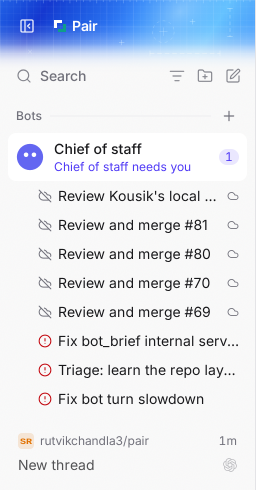 Pair
Search
Bots
Chief of staff
Chief of staff needs you
1
Review Kousik's local ...
Review and merge #81
Review and merge #80
Review and merge #70
Review and merge #69
Fix bot_brief internal serv...
Triage: learn the repo lay...
Fix bot turn slowdown
SR rutvikchandla3/pair 1m
New thread